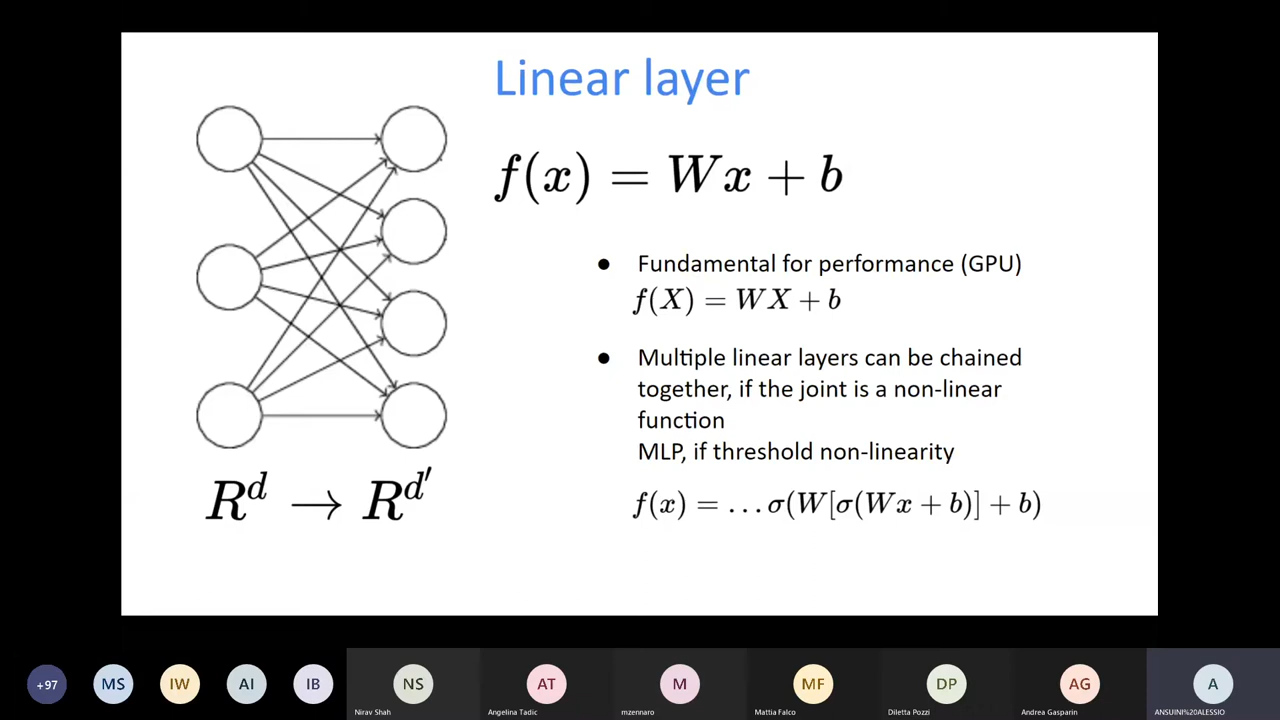 Linear layer
f(x) = Wx + b
● Fundamental for performance (GPU)
f(X) = WX + b
● Multiple linear layers can be chained
together, if the joint is a non-linear
function
MLP, if threshold non-linearity
f(x) = ...σ(W[σ(Wx + b)] + b)
R^d → R^d'
+97
MS
IW
AI
IB
NS
AT
M
MF
DP
AG
A
Nirav Shah
Angelina Tadic
mzennaro
Mattia Falco
Diletta Pozzi
Andrea Gasparin
ANSUINI%20ALESSIO